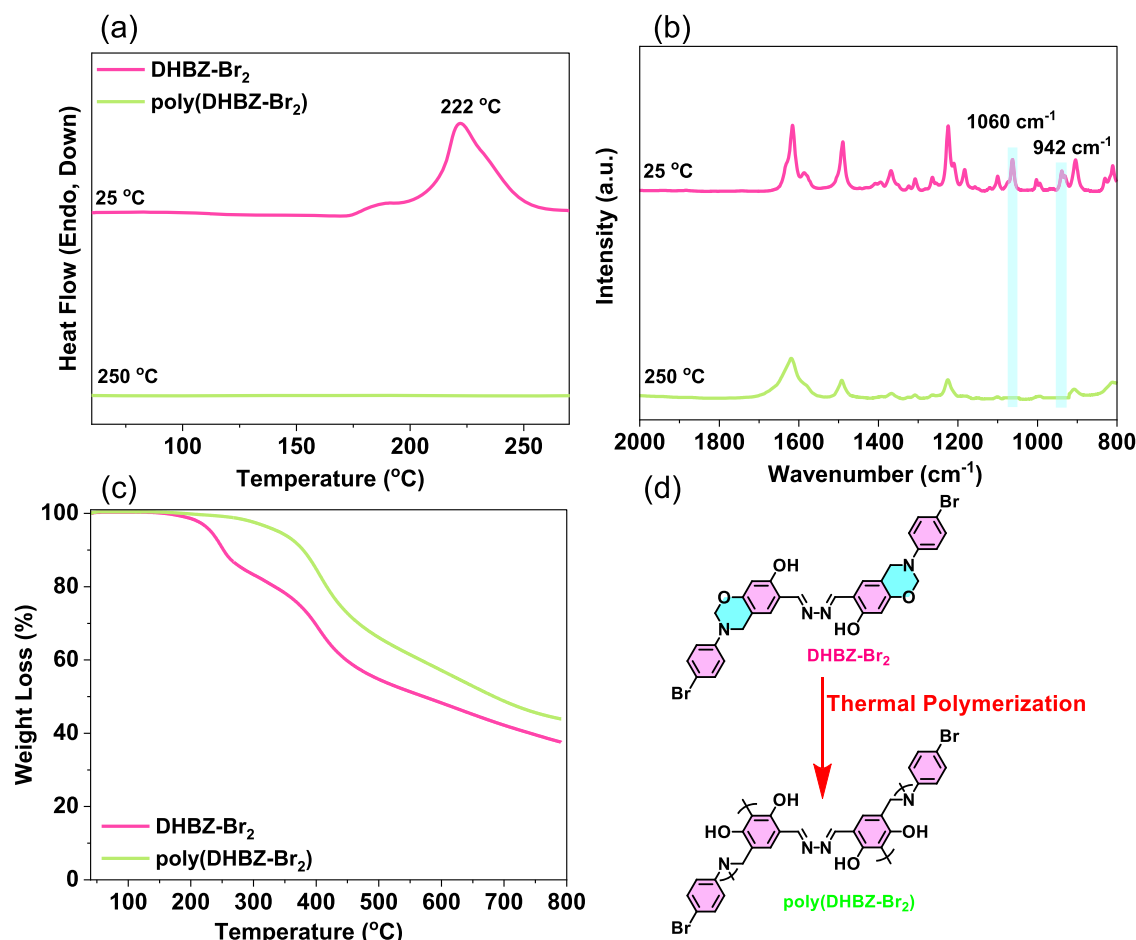 (a)
DHBZ-Br₂
poly(DHBZ-Br₂)
222 °C
25 °C
250 °C
Heat Flow (Endo, Down)
100 150 200 250
Temperature (°C)
(b)
1060 cm⁻¹
942 cm⁻¹
25 °C
250 °C
Intensity (a.u.)
2000 1600 1400 1200 1000 800
Wavenumber (cm⁻¹)
(c)
100
80
60
40
20
0
Weight Loss (%)
DHBZ-Br₂
poly(DHBZ-Br₂)
100 200 300 400 500 600 700 800
Temperature (°C)
(d)
Br
N
OH
O
O
N
N-N
HO
Br
DHBZ-Br₂
Thermal Polymerization
Br
N
OH
HO
OH
N-N
HO
N
Br
poly(DHBZ-Br₂)